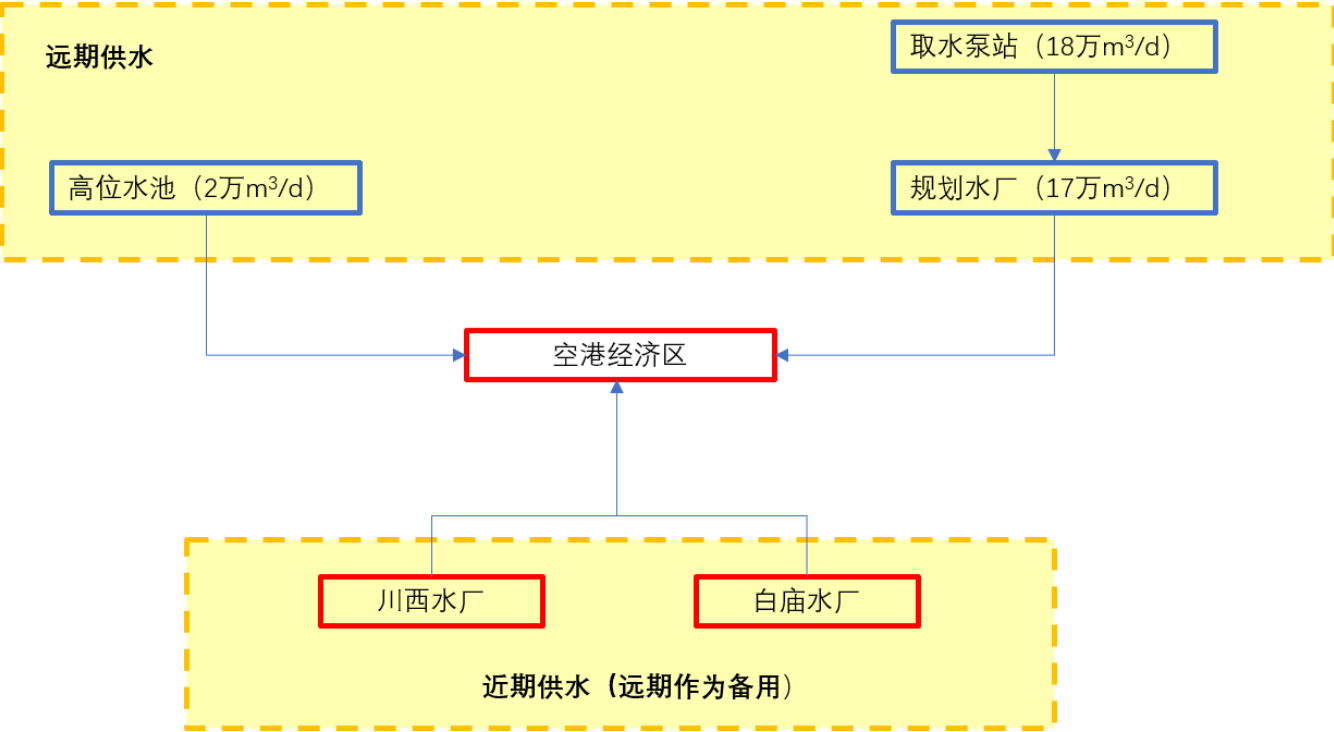 远期供水
取水泵站（18万m³/d）
高位水池（2万m³/d）
规划水厂（17万m³/d）
空港经济区
川西水厂
白庙水厂
近期供水（远期作为备用）